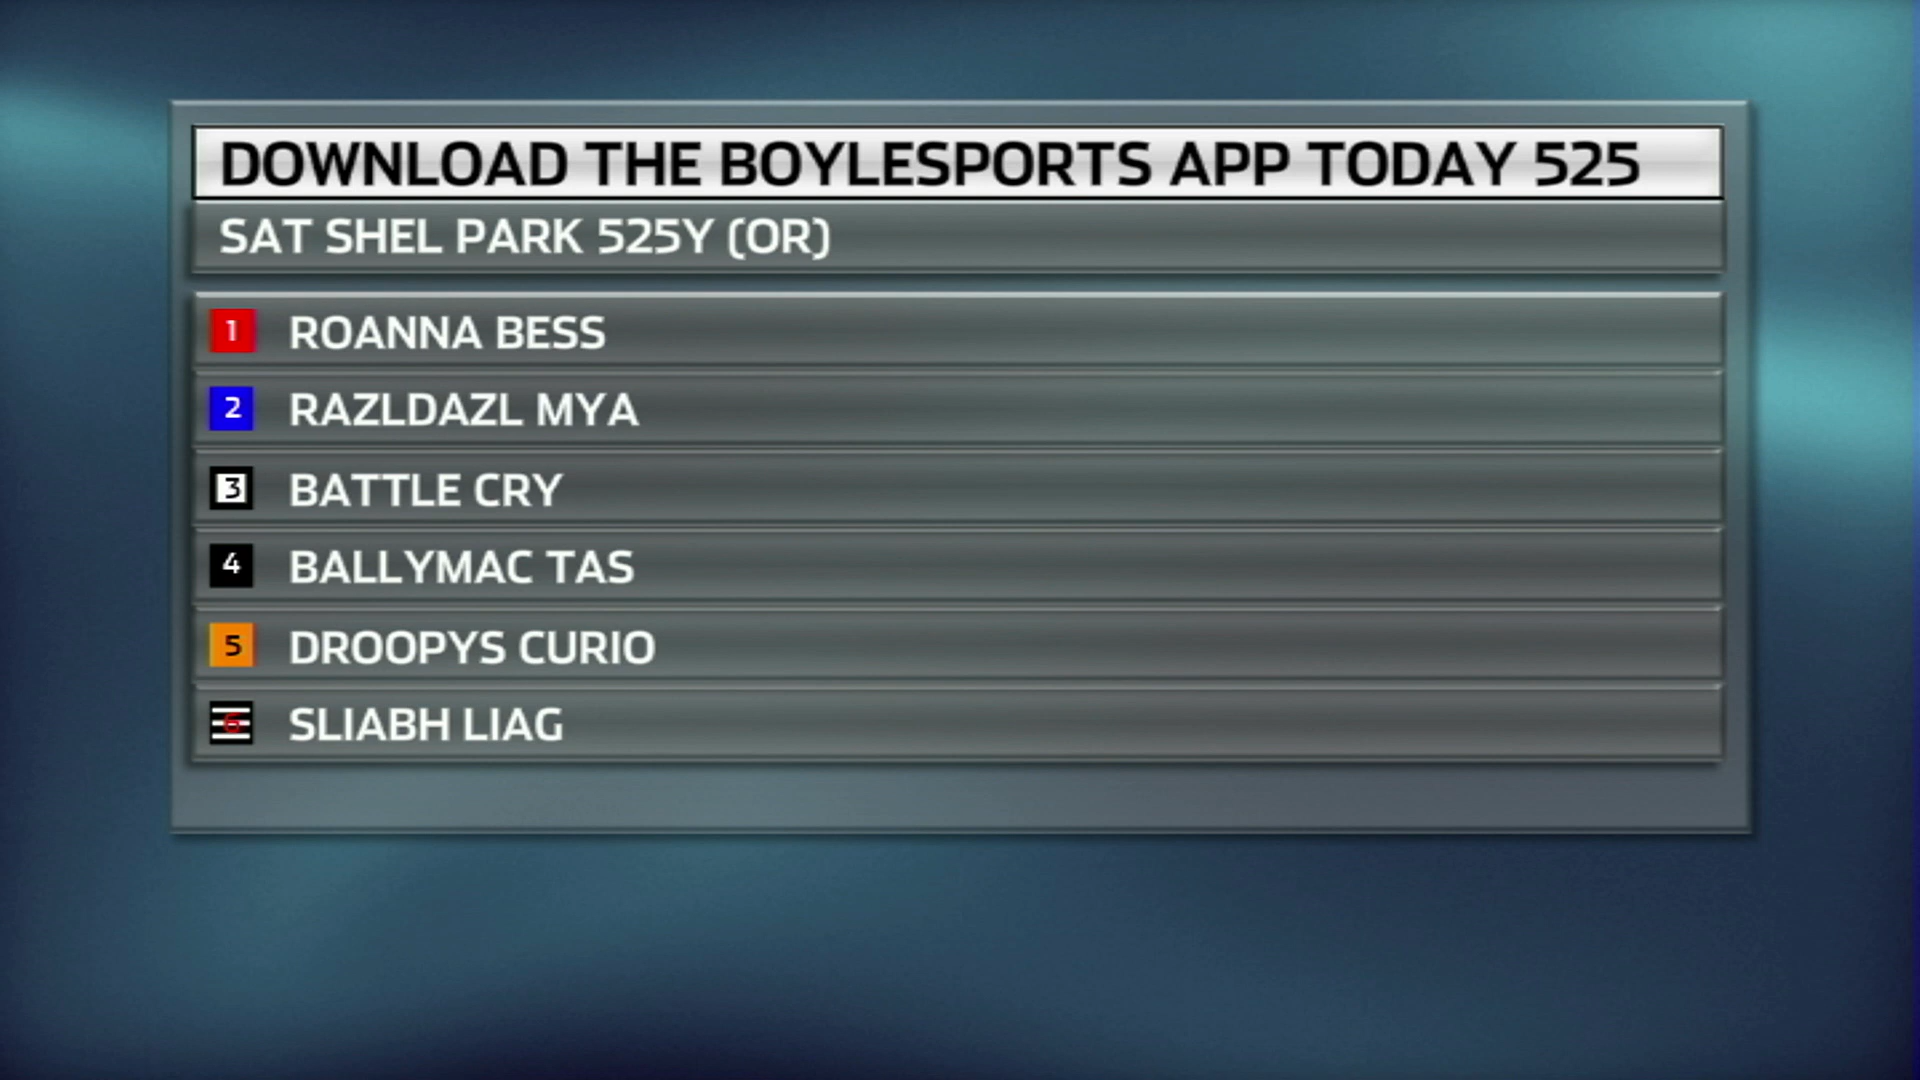 DOWNLOAD THE BOYLESPORTS APP TODAY 525
SAT SHEL PARK 525Y (OR)
1 ROANNA BESS
2 RAZLDAZL MYA
3 BATTLE CRY
4 BALLYMAC TAS
5 DROOPYS CURIO
6 SLIABH LIAG